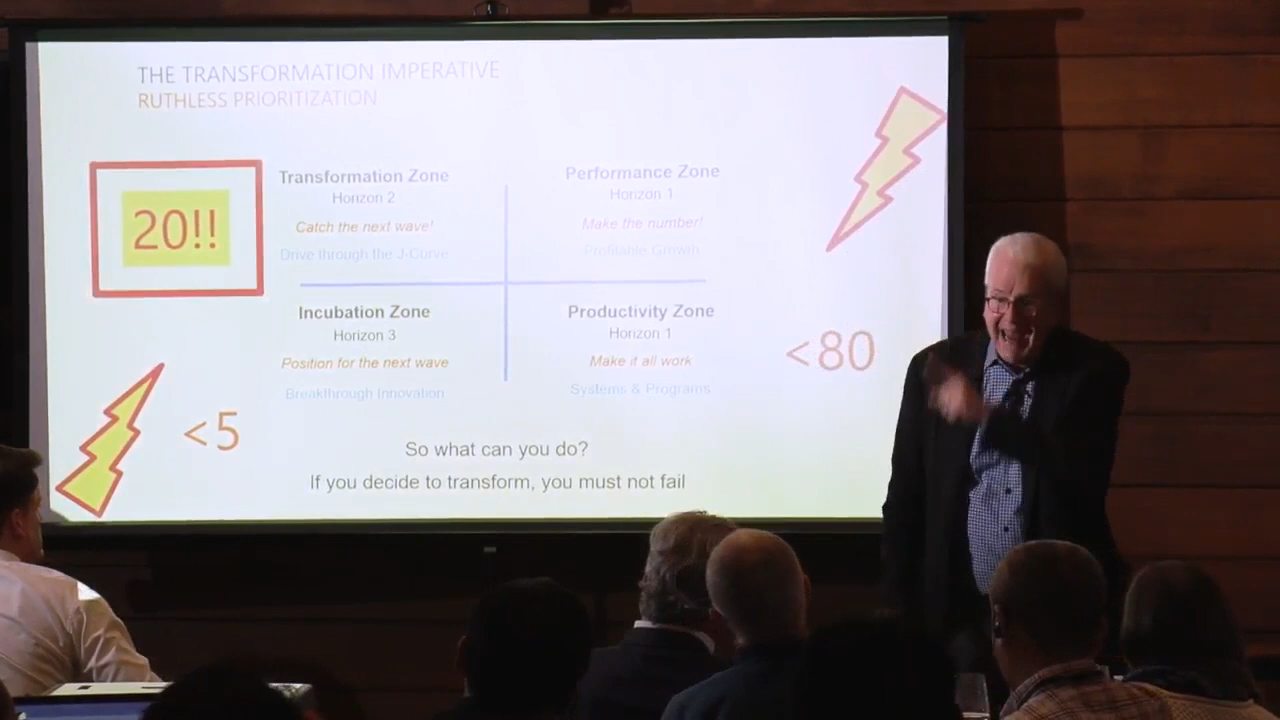 THE TRANSFORMATION IMPERATIVE
RUTHLESS PRIORITIZATION
20!!
Transformation Zone
Horizon 2
Catch the next wave!
Drive through the J-Curve
Performance Zone
Horizon 1
Make the number!
Profitable Growth
Incubation Zone
Horizon 3
Position for the next wave
Breakthrough Innovation
Productivity Zone
Horizon 1
Make it all work
Systems & Programs
<5
<80
So what can you do?
If you decide to transform, you must not fail